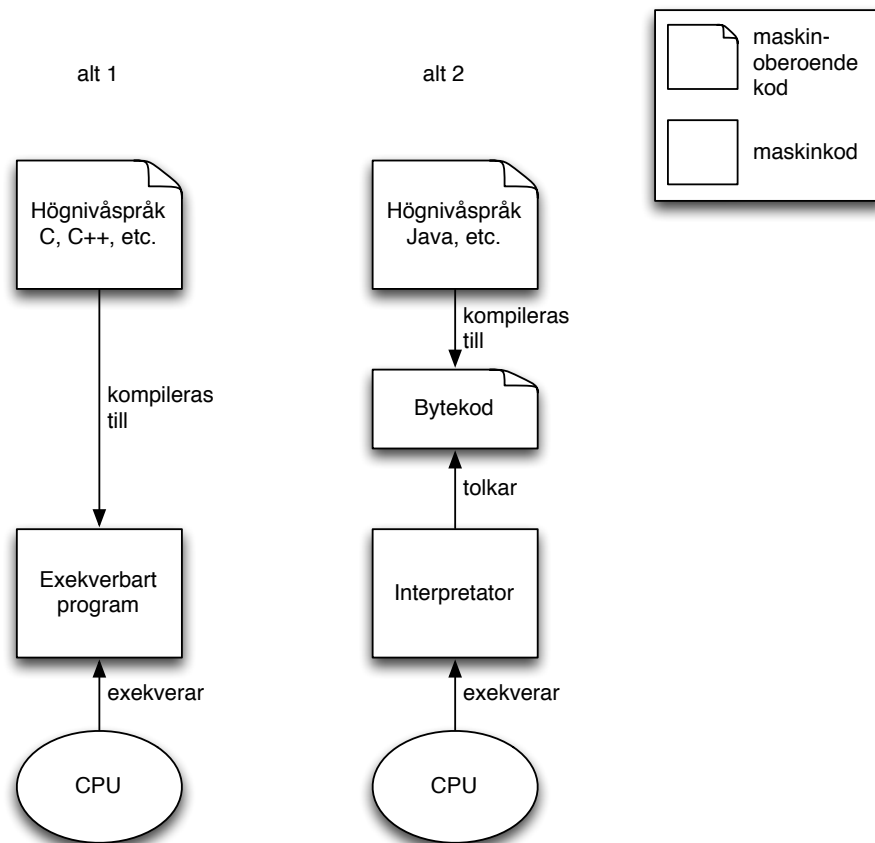 alt 1
alt 2
maskin-
oberoende
kod
maskinkod
Högnivåspråk
C, C++, etc.
Högnivåspråk
Java, etc.
kompileras
till
kompileras
till
Bytekod
tolkar
Exekverbart
program
Interpretator
exekverar
exekverar
CPU
CPU